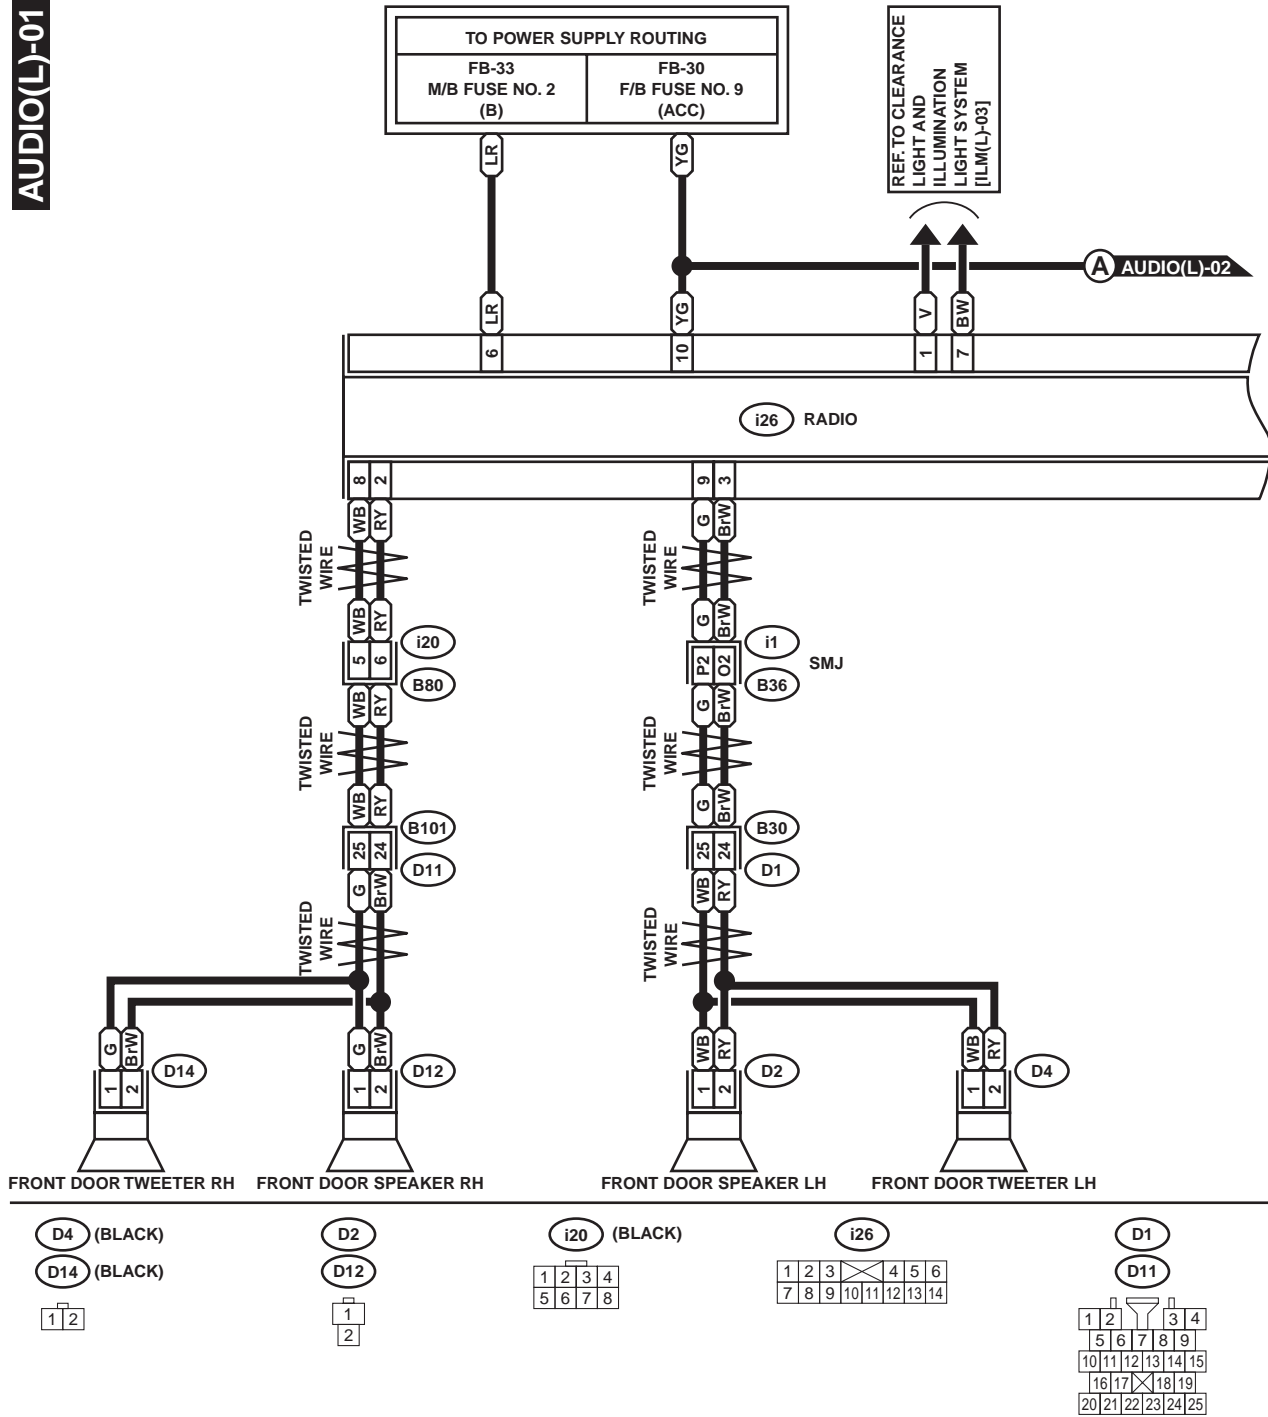 AUDIO(L)-01
TO POWER SUPPLY ROUTING
FB-33
M/B FUSE NO. 2
(B)
FB-30
F/B FUSE NO. 9
(ACC)
REF. TO CLEARANCE
LIGHT AND
ILLUMINATION
LIGHT SYSTEM
[ILM(L)-03]
LR
YG
A AUDIO(L)-02
LR
YG
V
BW
6
10
1
7
i26 RADIO
8 2
9 3
WB RY
G BrW
TWISTED
WIRE
TWISTED
WIRE
WB RY
G BrW
5 6
i20
B80
P2 O2
i1
B36
SMJ
WB RY
G BrW
TWISTED
WIRE
TWISTED
WIRE
WB RY
G BrW
25 24
B101
D11
25 24
B30
D1
G BrW
WB RY
TWISTED
WIRE
TWISTED
WIRE
G BrW
G BrW
WB RY
WB RY
1 2
D14
1 2
D12
1 2
D2
1 2
D4
FRONT DOOR TWEETER RH
FRONT DOOR SPEAKER RH
FRONT DOOR SPEAKER LH
FRONT DOOR TWEETER LH
D4 (BLACK)
D14 (BLACK)
1 2
D2
D12
1
2
i20 (BLACK)
1 2 3 4
5 6 7 8
i26
1 2 3 4 5 6
7 8 9 10 11 12 13 14
D1
D11
1 2 3 4
5 6 7 8 9
10 11 12 13 14 15
16 17 18 19
20 21 22 23 24 25